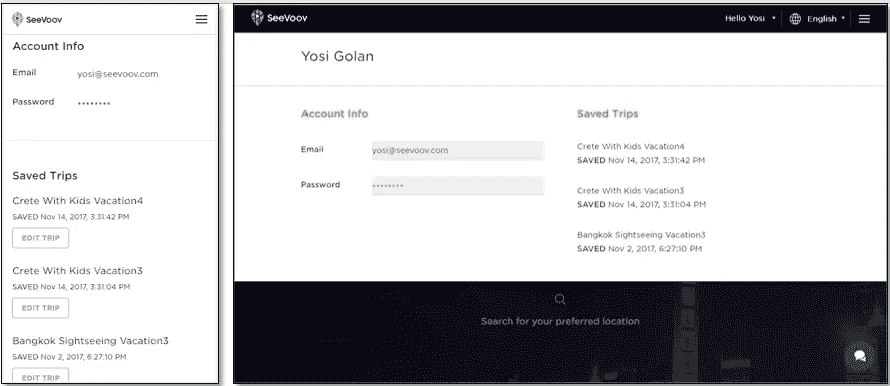 SeeVoov
Account Info
Email yosi@seevoov.com
Password ••••••••
Saved Trips
Crete With Kids Vacation4
SAVED Nov 14, 2017, 3:31:42 PM
EDIT TRIP
Crete With Kids Vacation3
SAVED Nov 14, 2017, 3:31:04 PM
EDIT TRIP
Bangkok Sightseeing Vacation3
SAVED Nov 2, 2017, 6:27:10 PM
EDIT TRIP
SeeVoov
Hello Yosi
English
Yosi Golan
Account Info
Email yosi@seevoov.com
Password ••••••••
Saved Trips
Crete With Kids Vacation4
SAVED Nov 14, 2017, 3:31:42 PM
Crete With Kids Vacation3
SAVED Nov 14, 2017, 3:31:04 PM
Bangkok Sightseeing Vacation3
SAVED Nov 2, 2017, 6:27:10 PM
Search for your preferred location